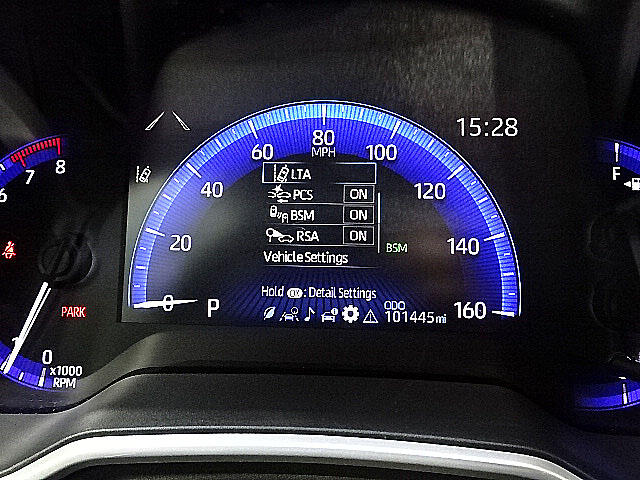 15:28
80
MPH
60
100
40
120
20
140
0
160
LTA
PCS ON
BSM ON
RSA ON
Vehicle Settings
BSM
Hold OK : Detail Settings
P
ODO
101445 mi
6
7
8
PARK
0
x1000
RPM
F